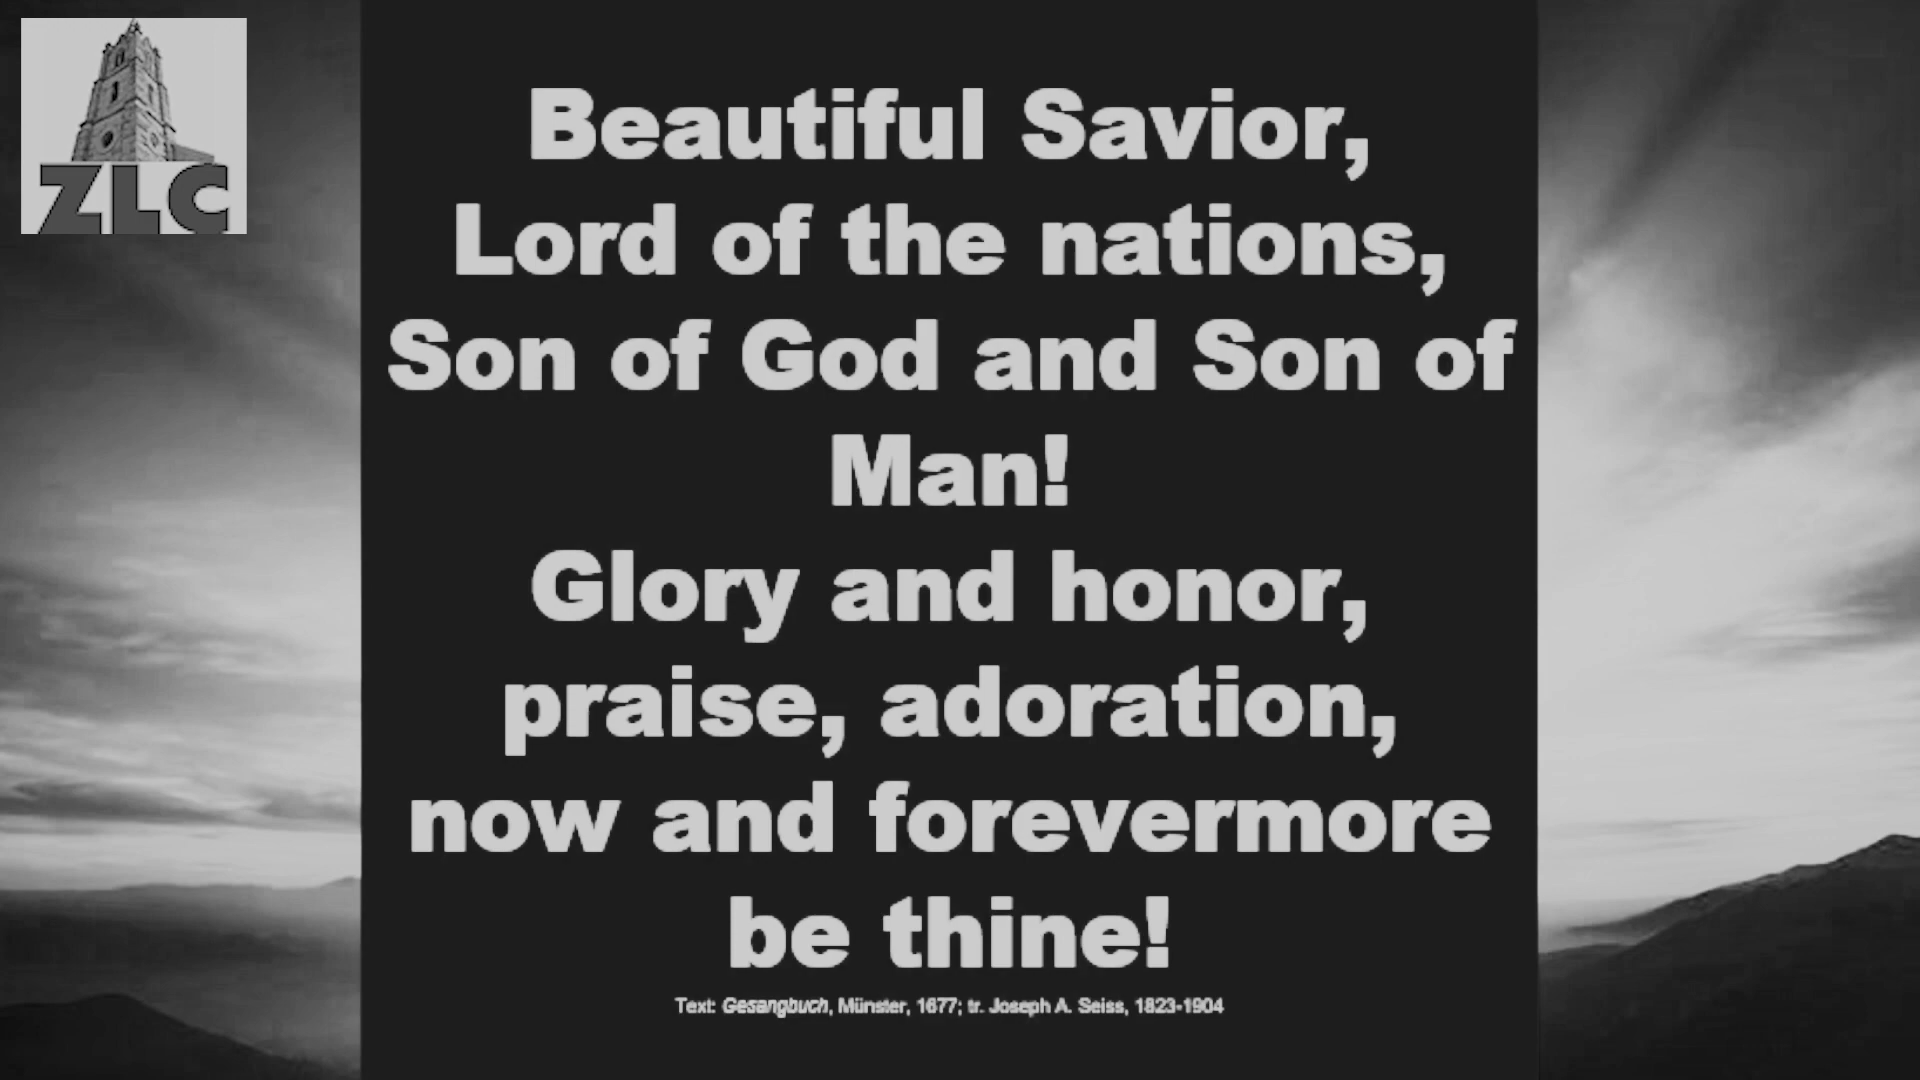 ZLC
Beautiful Savior,
Lord of the nations,
Son of God and Son of
Man!
Glory and honor,
praise, adoration,
now and forevermore
be thine!
Text: Gesangbuch, Münster, 1677; tr. Joseph A. Seiss, 1823-1904